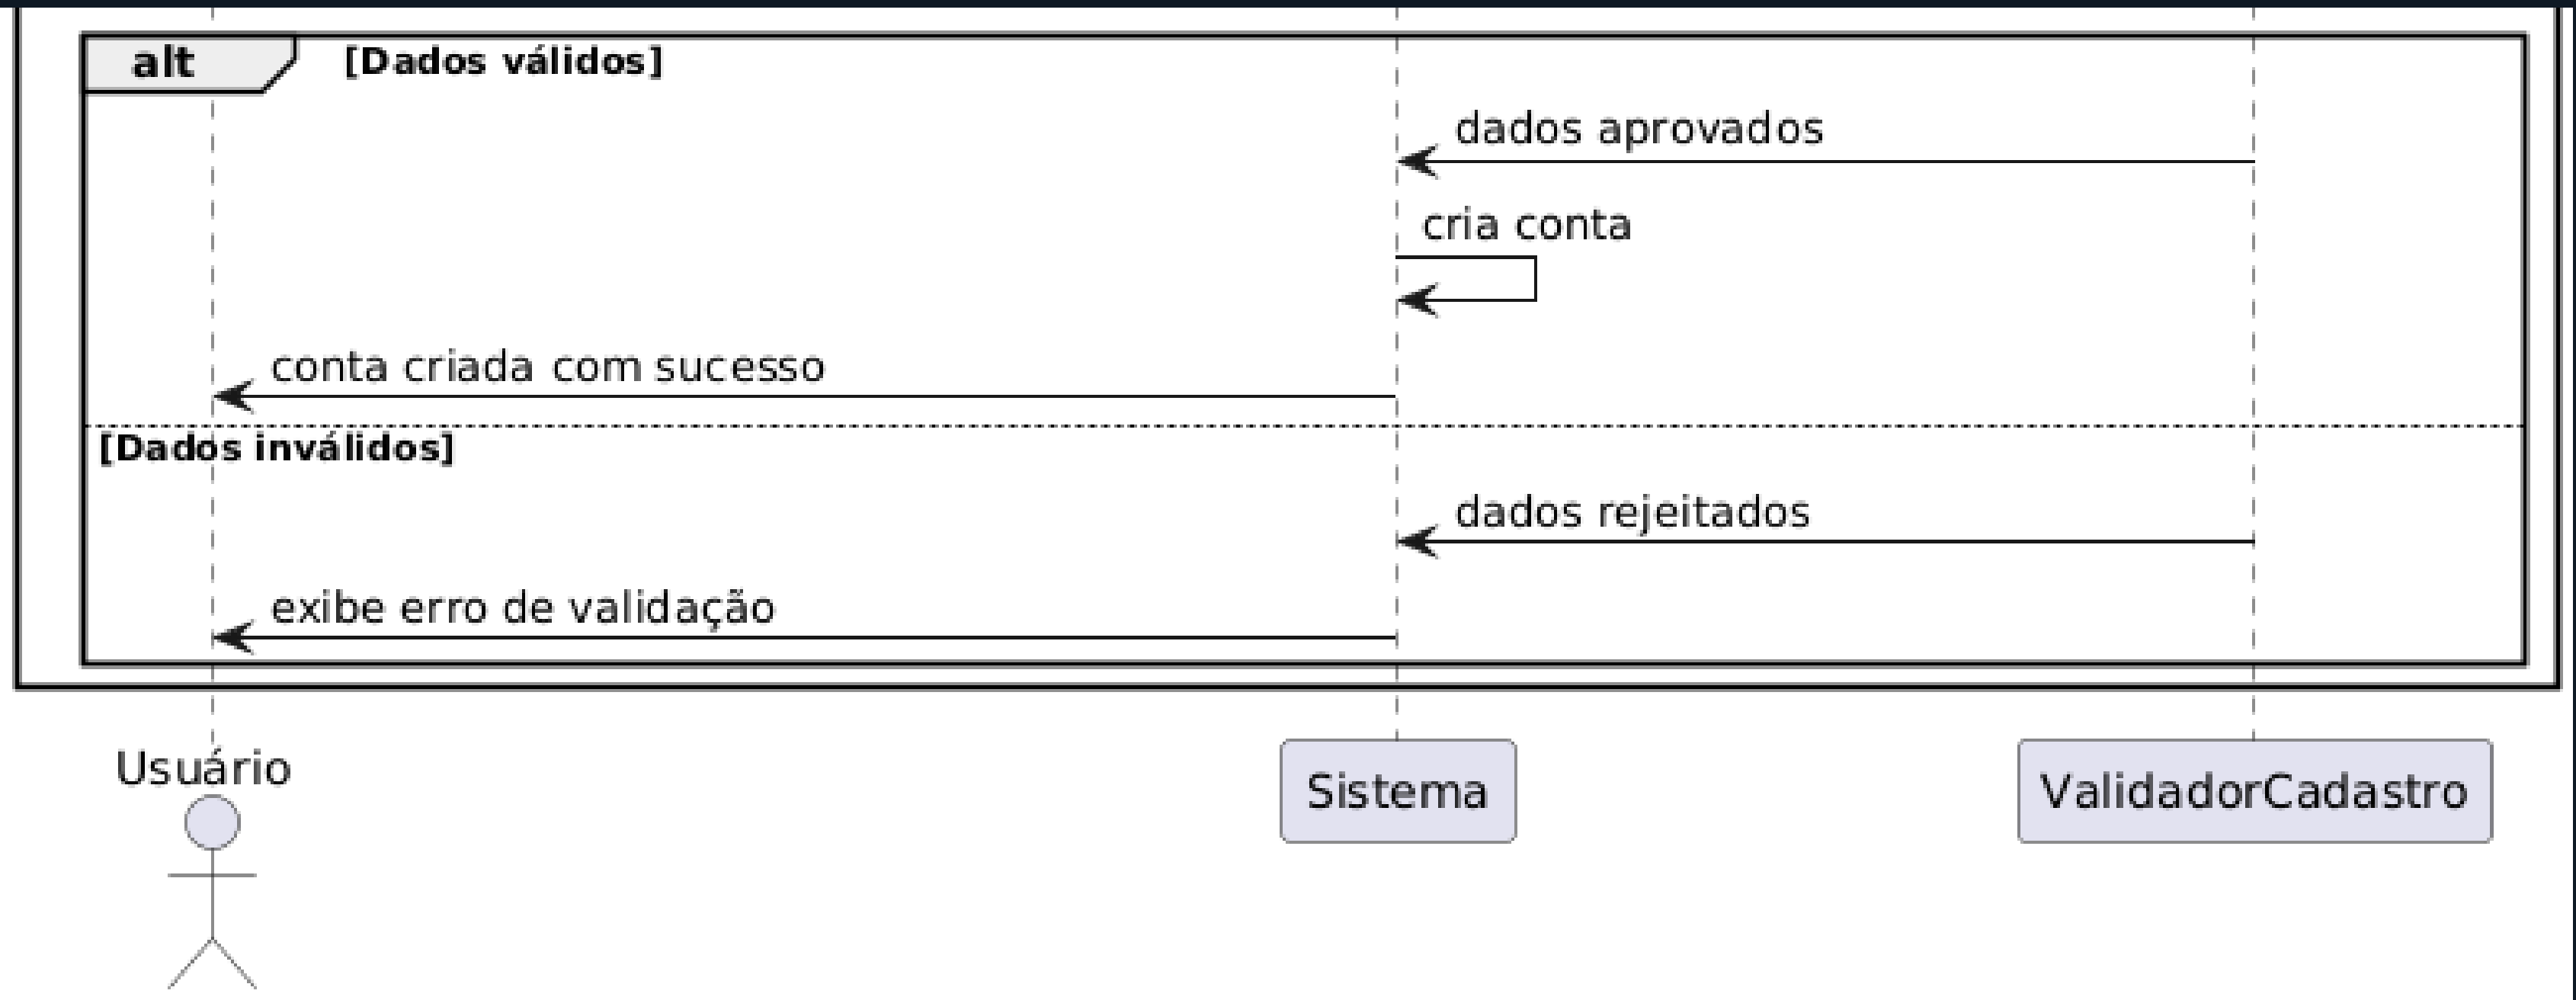 alt [Dados válidos]
dados aprovados
cria conta
conta criada com sucesso
[Dados inválidos]
dados rejeitados
exibe erro de validação
Usuário
Sistema
ValidadorCadastro